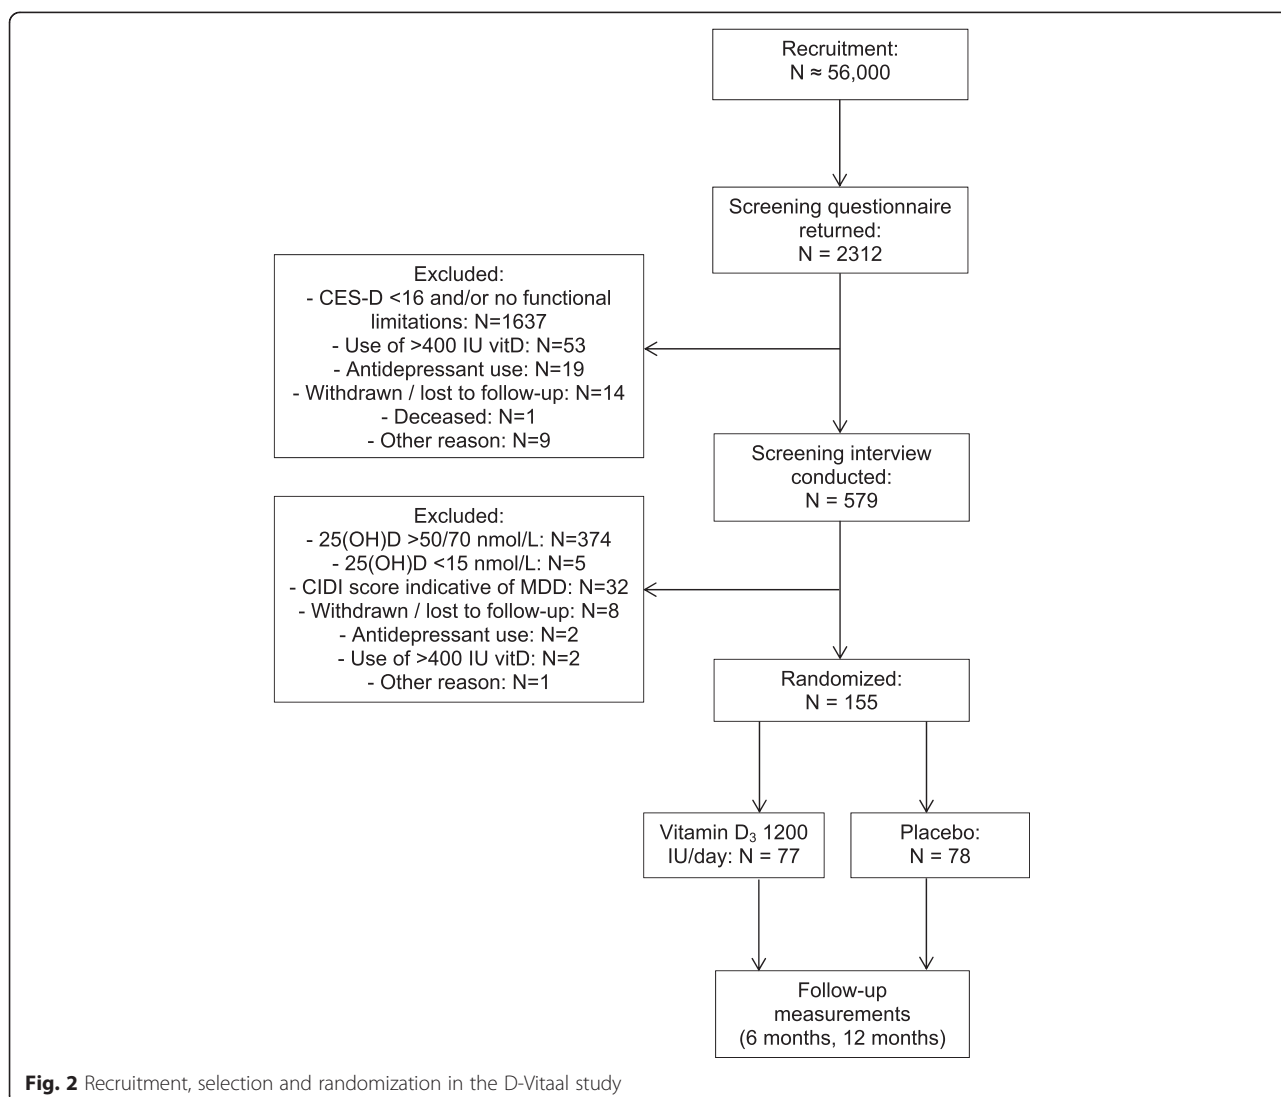 Recruitment:
N ≈ 56,000
Screening questionnaire
returned:
N = 2312
Excluded:
- CES-D <16 and/or no functional
limitations: N=1637
- Use of >400 IU vitD: N=53
- Antidepressant use: N=19
- Withdrawn / lost to follow-up: N=14
- Deceased: N=1
- Other reason: N=9
Screening interview
conducted:
N = 579
Excluded:
- 25(OH)D >50/70 nmol/L: N=374
- 25(OH)D <15 nmol/L: N=5
- CIDI score indicative of MDD: N=32
- Withdrawn / lost to follow-up: N=8
- Antidepressant use: N=2
- Use of >400 IU vitD: N=2
- Other reason: N=1
Randomized:
N = 155
Vitamin D₃ 1200
IU/day: N = 77
Placebo:
N = 78
Follow-up
measurements
(6 months, 12 months)
Fig. 2 Recruitment, selection and randomization in the D-Vitaal study